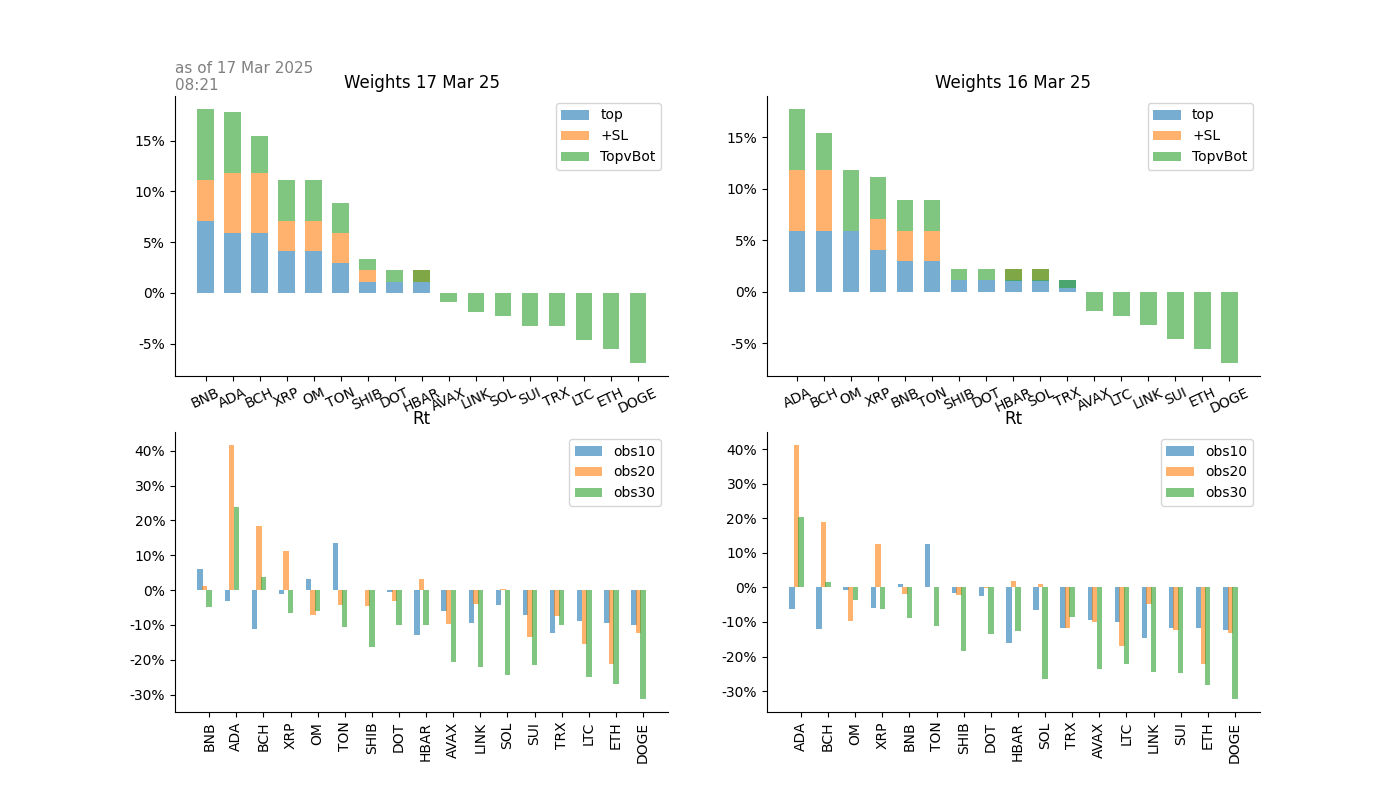 as of 17 Mar 2025
08:21
Weights 17 Mar 25
15%
10%
5%
0%
-5%
top
+SL
TopvBot
BNB ADA BCH XRP OM TON SHIB DOT HBAR AVAX LINK SOL SUI TRX LTC ETH DOGE
Weights 16 Mar 25
15%
10%
5%
0%
-5%
top
+SL
TopvBot
ADA BCH OM XRP BNB TON SHIB DOT HBAR SOL TRX AVAX LTC LINK SUI ETH DOGE
Rt
40%
30%
20%
10%
0%
-10%
-20%
-30%
obs10
obs20
obs30
BNB ADA BCH XRP OM TON SHIB DOT HBAR AVAX LINK SOL SUI TRX LTC ETH DOGE
Rt
40%
30%
20%
10%
0%
-10%
-20%
-30%
obs10
obs20
obs30
ADA BCH OM XRP BNB TON SHIB DOT HBAR SOL TRX AVAX LTC LINK SUI ETH DOGE